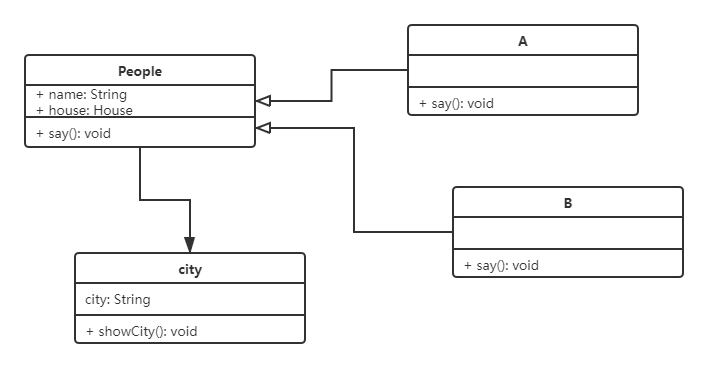 People
+ name: String
+ house: House
+ say(): void
A
+ say(): void
B
+ say(): void
city
city: String
+ showCity(): void